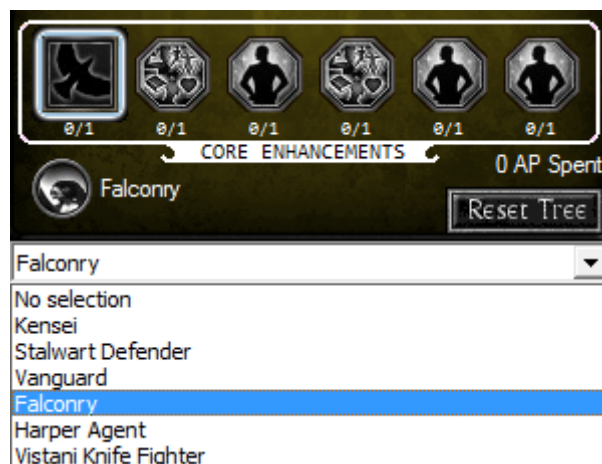 0/1 0/1 0/1 0/1 0/1 0/1
CORE ENHANCEMENTS
0 AP Spent
Falconry
Reset Tree
Falconry
No selection
Kensei
Stalwart Defender
Vanguard
Falconry
Harper Agent
Vistani Knife Fighter